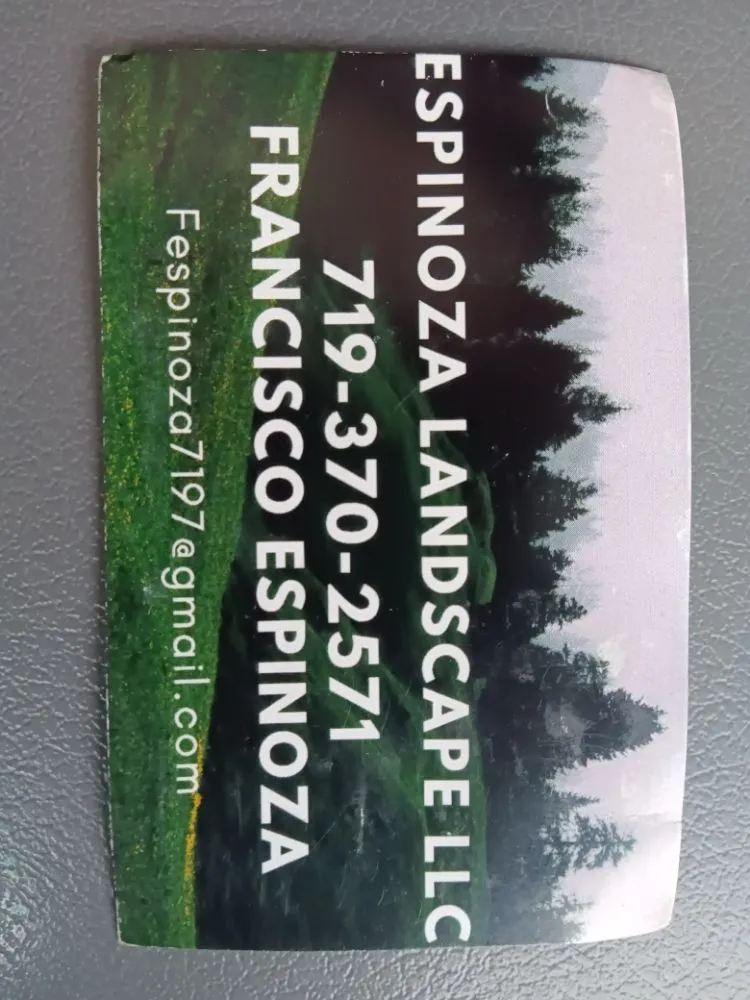 ESPINOZA LANDSCAPE LLC
719-370-2571
FRANCISCO ESPINOZA
Fespinoza7197@gmail.com